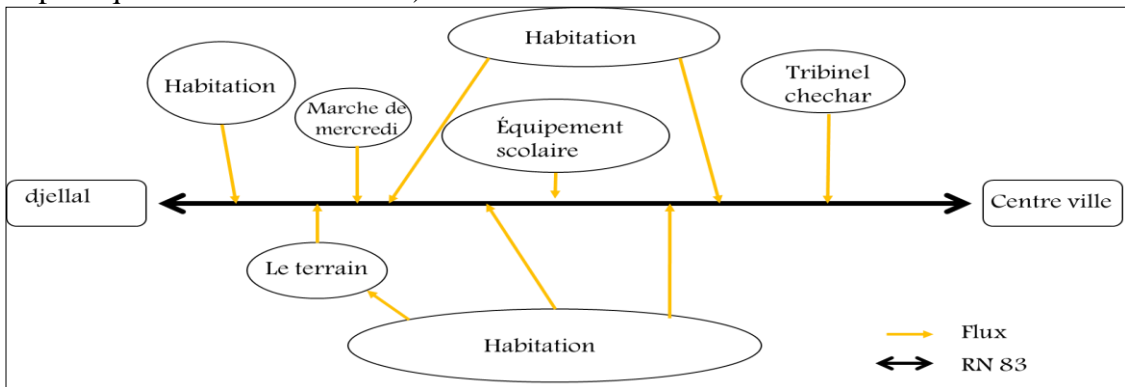 Habitation
Habitation
Tribinel
chechar
Marche de
mercredi
Équipement
scolaire
djellal
Centre ville
Le terrain
Habitation
Flux
RN 83